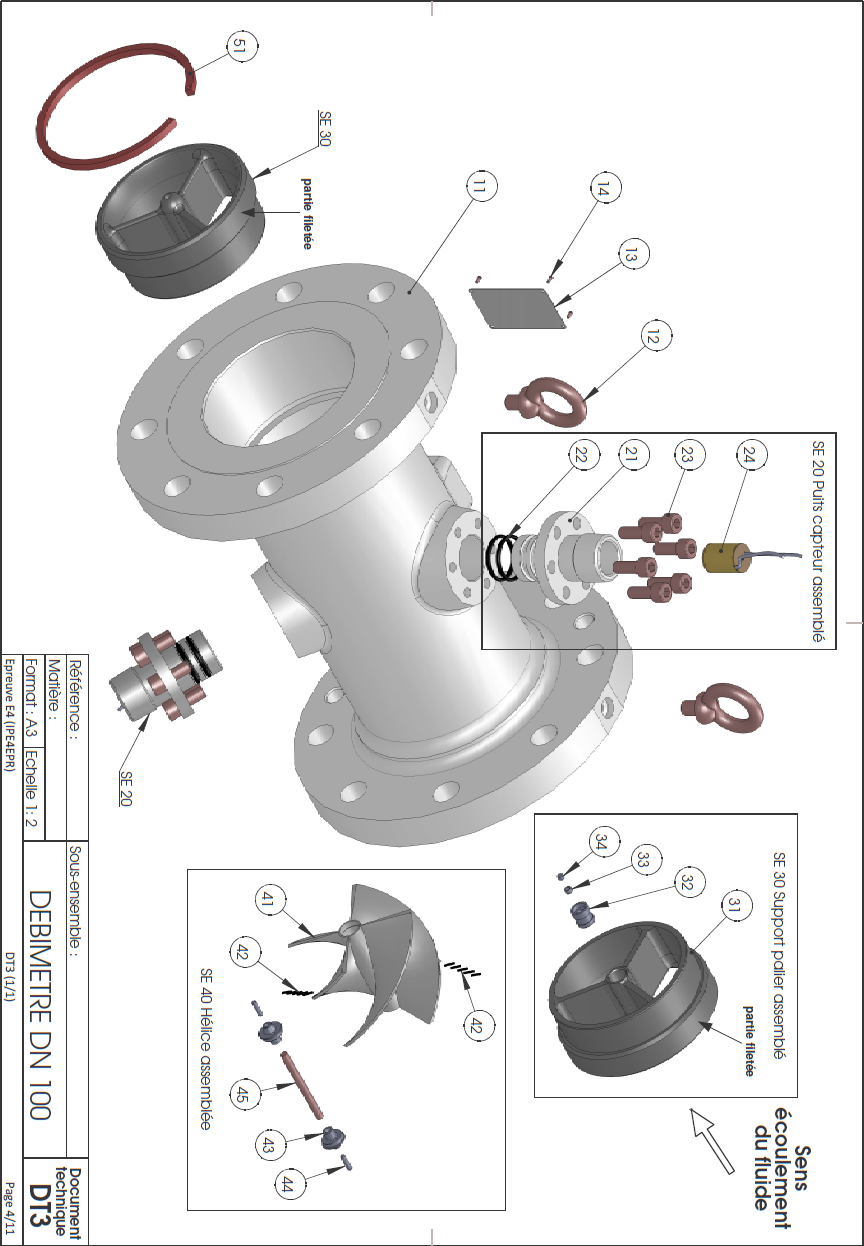 51
SE 30
partie filetée
11
14
13
12
SE 20 Puits capteur assemblé
22
21
23
24
SE 20
SE 30 Support palier assemblé
34
33
32
31
partie filetée
Sens
écoulement
du fluide
41
42
42
45
43
44
SE 40 Hélice assemblée
Référence :
Matière :
Format : A3
Echelle 1: 2
Sous-ensemble :
DEBIMETRE DN 100
Document
technique
DT3
Epreuve E4 (IPE4EPR)
DT3 (1/1)
Page 4/11